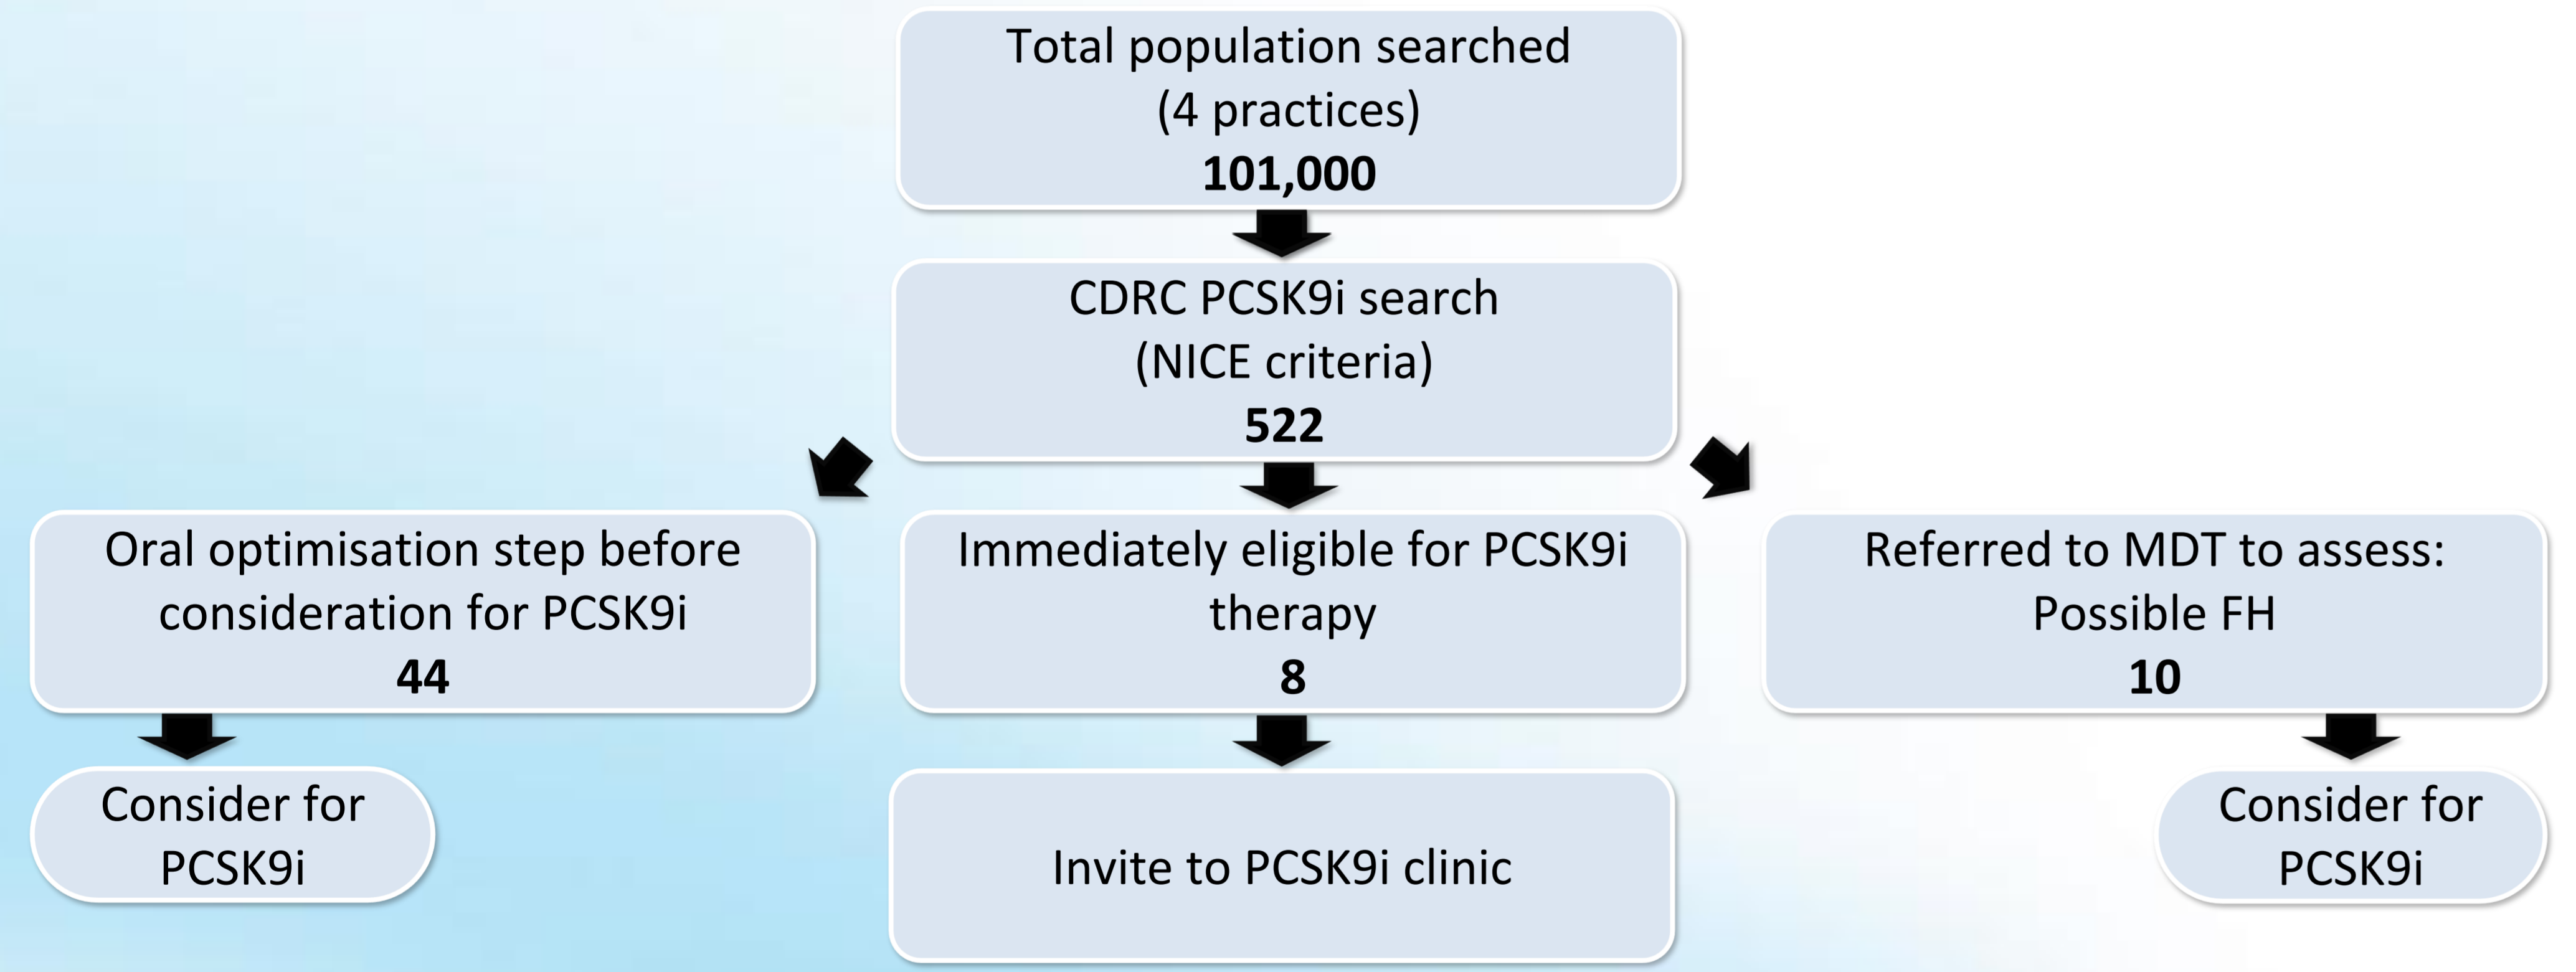 Total population searched
(4 practices)
101,000
CDRC PCSK9i search
(NICE criteria)
522
Oral optimisation step before
consideration for PCSK9i
44
Immediately eligible for PCSK9i
therapy
8
Referred to MDT to assess:
Possible FH
10
Consider for
PCSK9i
Invite to PCSK9i clinic
Consider for
PCSK9i